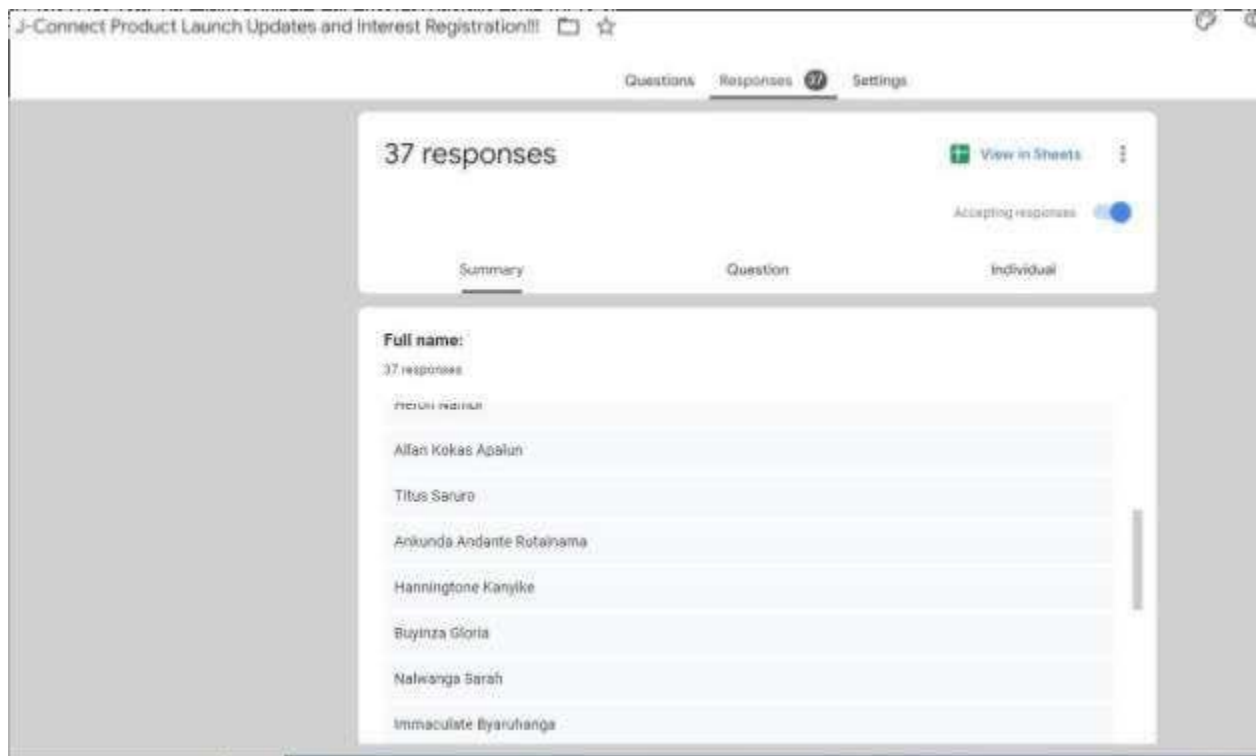 J-Connect Product Launch Updates and Interest Registration!!!
Questions Responses 37 Settings
37 responses
View in Sheets
Accepting responses
Summary Question Individual
Full name:
37 responses
Allan Kokas Apalun
Titus Saruro
Ankunda Andante Rutainama
Hanningtone Kanyike
Buyinza Gloria
Nalwanga Sarah
Immaculate Byaruhanga